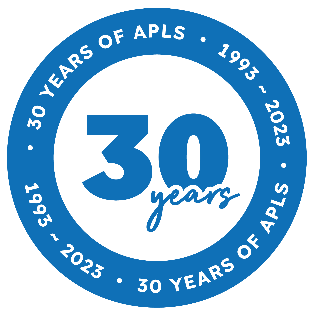 30 YEARS OF APLS • 1993 ~ 2023 • 30 YEARS OF APLS • 1993 ~ 2023 •
30
years